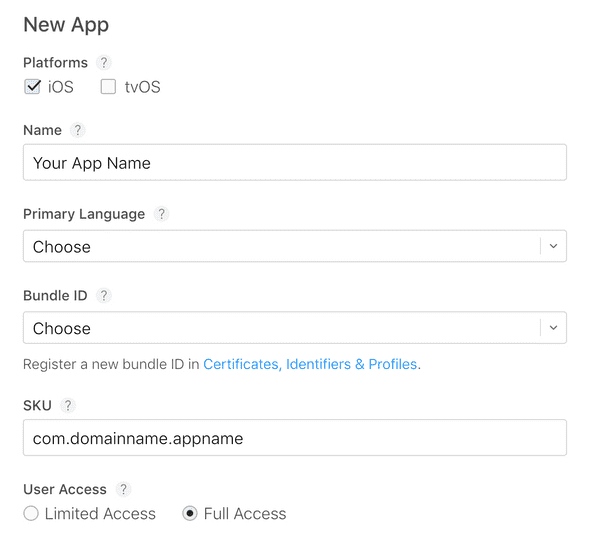 New App
Platforms ?
iOS tvOS
Name ?
Your App Name
Primary Language ?
Choose
Bundle ID ?
Choose
Register a new bundle ID in Certificates, Identifiers & Profiles.
SKU ?
com.domainname.appname
User Access ?
Limited Access Full Access